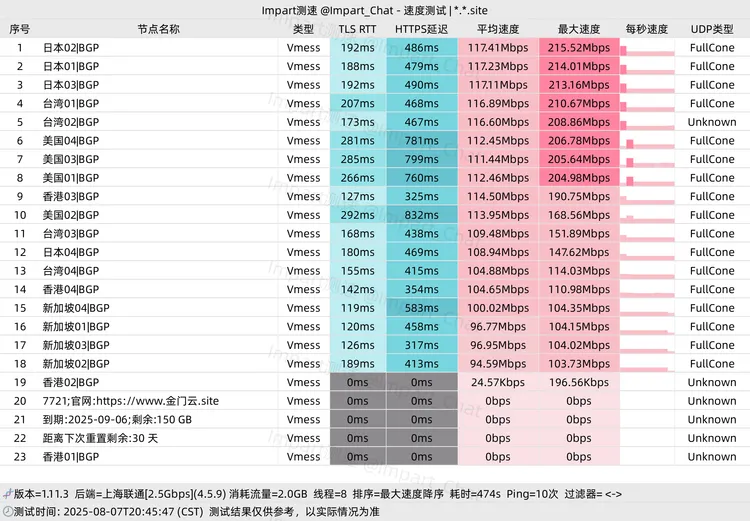 Impart测速 @Impart_Chat - 速度测试 | *.*.site
序号 节点名称 类型 TLS RTT HTTPS延迟 平均速度 最大速度 每秒速度 UDP类型
1 日本02|BGP Vmess 192ms 486ms 117.41Mbps 215.52Mbps FullCone
2 日本01|BGP Vmess 188ms 479ms 117.23Mbps 214.01Mbps FullCone
3 日本03|BGP Vmess 192ms 490ms 117.11Mbps 213.16Mbps FullCone
4 台湾01|BGP Vmess 207ms 468ms 116.89Mbps 210.67Mbps FullCone
5 台湾02|BGP Vmess 173ms 467ms 116.60Mbps 208.86Mbps Unknown
6 美国04|BGP Vmess 281ms 781ms 112.45Mbps 206.78Mbps FullCone
7 美国03|BGP Vmess 285ms 799ms 111.44Mbps 205.64Mbps FullCone
8 美国01|BGP Vmess 266ms 760ms 112.46Mbps 204.98Mbps FullCone
9 香港03|BGP Vmess 127ms 325ms 114.50Mbps 190.75Mbps FullCone
10 美国02|BGP Vmess 292ms 832ms 113.95Mbps 168.56Mbps FullCone
11 台湾03|BGP Vmess 168ms 438ms 109.48Mbps 151.89Mbps FullCone
12 日本04|BGP Vmess 180ms 469ms 108.94Mbps 147.62Mbps FullCone
13 台湾04|BGP Vmess 155ms 415ms 104.88Mbps 114.03Mbps FullCone
14 香港04|BGP Vmess 142ms 354ms 104.65Mbps 110.98Mbps FullCone
15 新加坡04|BGP Vmess 119ms 583ms 100.02Mbps 104.35Mbps FullCone
16 新加坡01|BGP Vmess 120ms 458ms 96.77Mbps 104.15Mbps FullCone
17 新加坡03|BGP Vmess 126ms 317ms 96.95Mbps 104.02Mbps FullCone
18 新加坡02|BGP Vmess 189ms 413ms 94.59Mbps 103.73Mbps FullCone
19 香港02|BGP Vmess 0ms 0ms 24.57Kbps 196.56Kbps Unknown
20 7721;官网:https://www.金门云.site Vmess 0ms 0ms 0bps 0bps Unknown
21 到期:2025-09-06;剩余:150 GB Vmess 0ms 0ms 0bps 0bps Unknown
22 距离下次重置剩余:30 天 Vmess 0ms 0ms 0bps 0bps Unknown
23 香港01|BGP Vmess 0ms 0ms 0bps 0bps Unknown
版本=1.11.3 后端=上海联通[2.5Gbps](4.5.9) 消耗流量=2.0GB 线程=8 排序=最大速度降序 耗时=474s Ping=10次 过滤器= <->
测试时间: 2025-08-07T20:45:47 (CST) 测试结果仅供参考，以实际情况为准